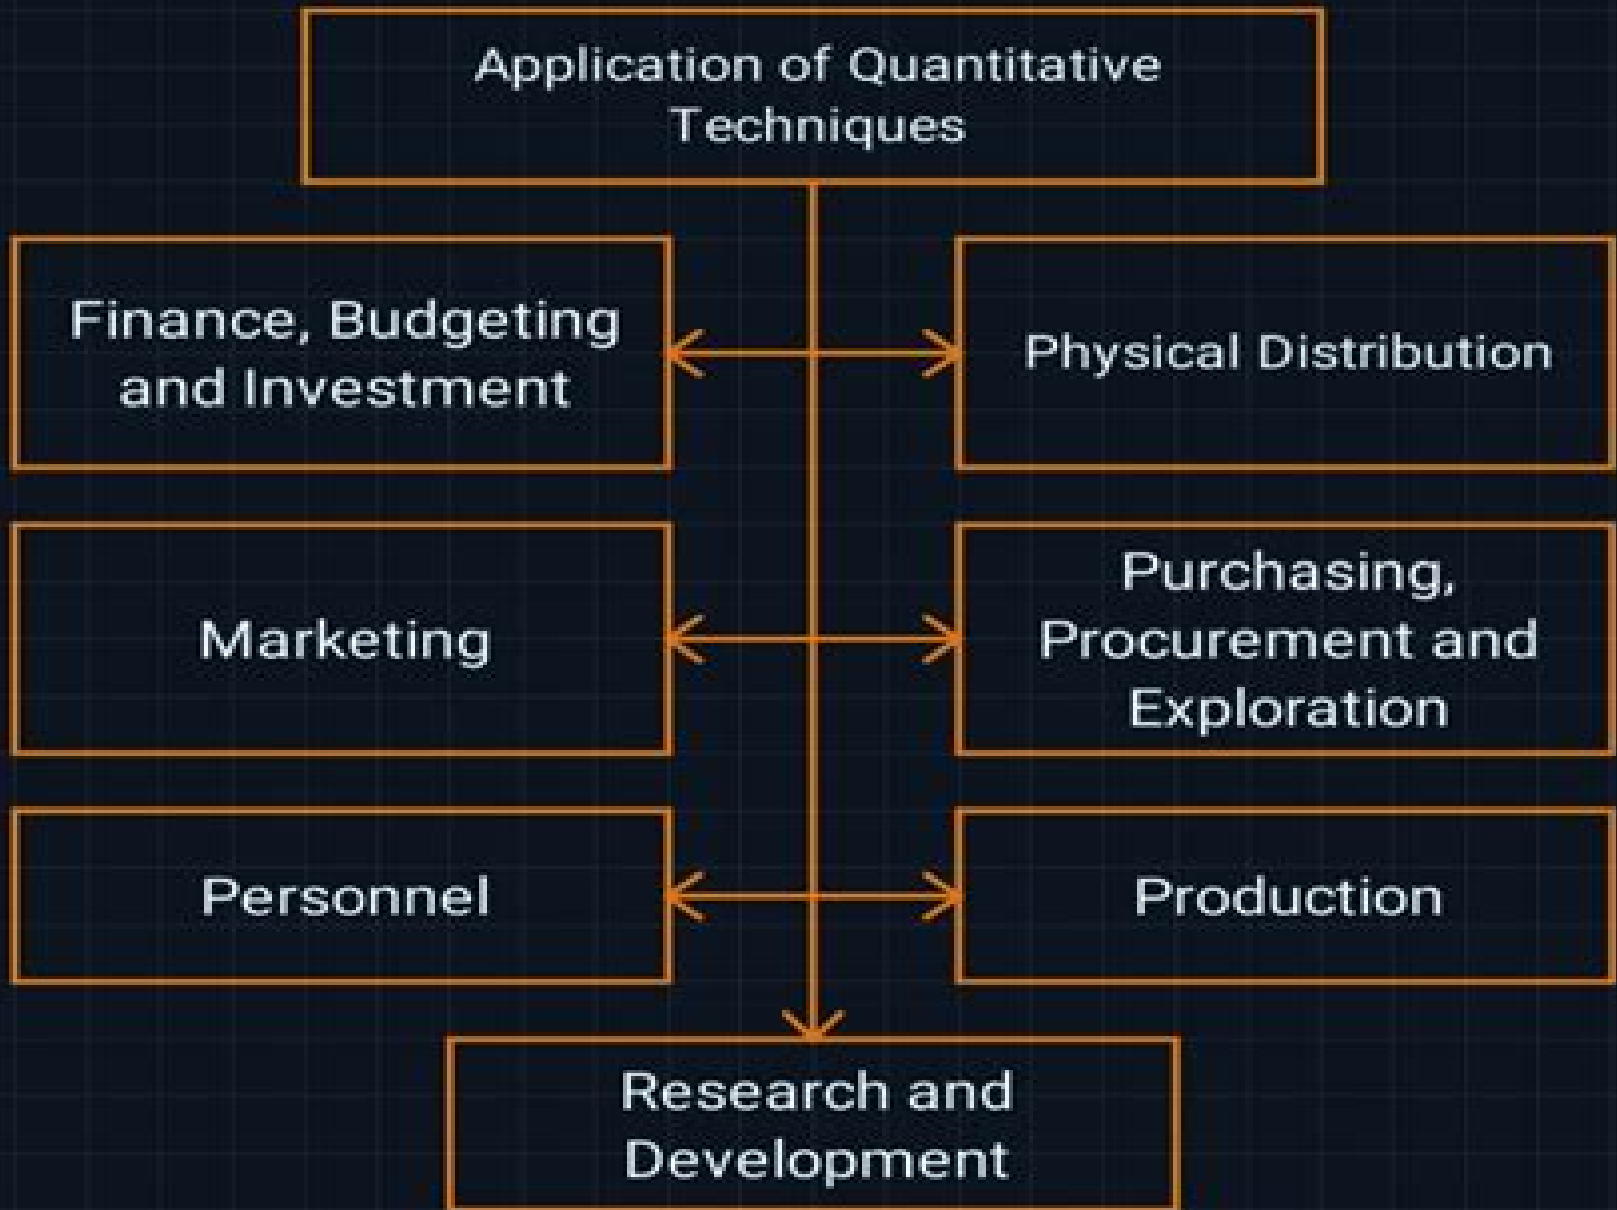 Application of Quantitative
Techniques
Finance, Budgeting
and Investment
Physical Distribution
Marketing
Purchasing,
Procurement and
Exploration
Personnel
Production
Research and
Development